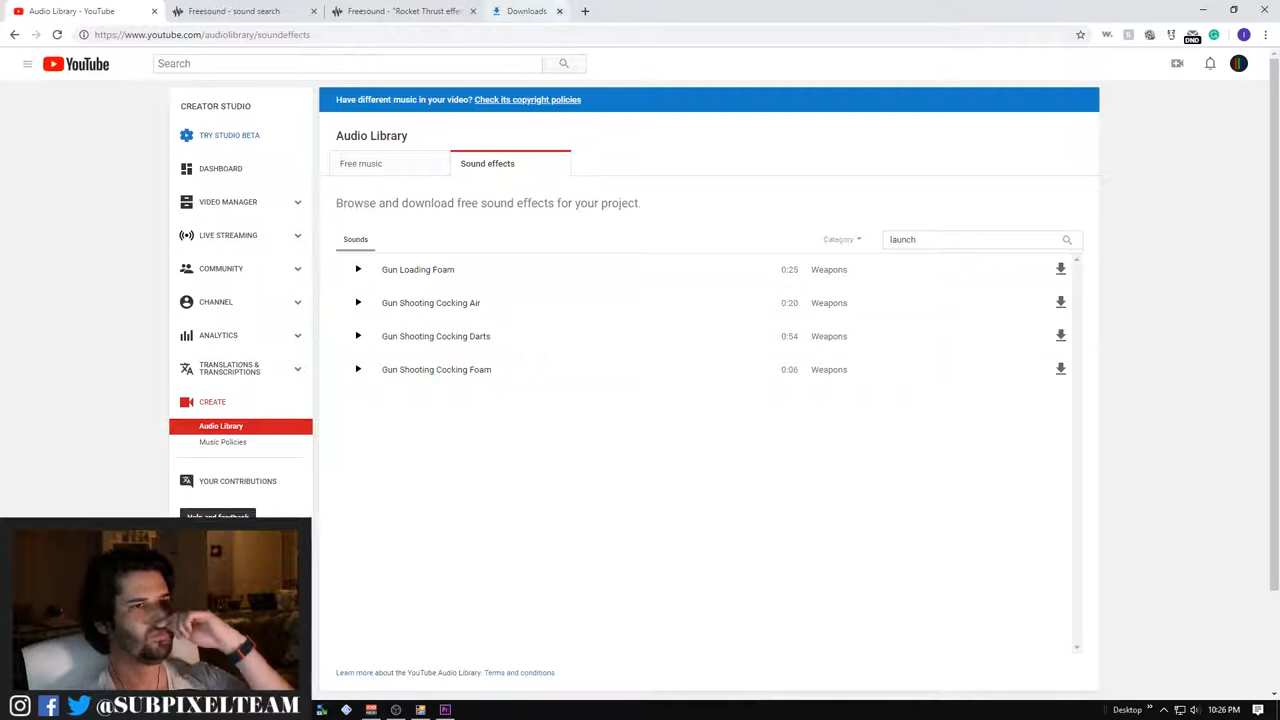 Audio Library - YouTube
Freesound - sound search
Freesound - "Rocket Thrust effe
Downloads
https://www.youtube.com/audiolibrary/soundeffects
DND
YouTube
Search
CREATOR STUDIO
TRY STUDIO BETA
DASHBOARD
VIDEO MANAGER
LIVE STREAMING
COMMUNITY
CHANNEL
ANALYTICS
TRANSLATIONS &
TRANSCRIPTIONS
CREATE
Audio Library
Music Policies
YOUR CONTRIBUTIONS
Help and feedback
Have different music in your video? Check its copyright policies
Audio Library
Free music
Sound effects
Browse and download free sound effects for your project.
Sounds
Category
launch
Gun Loading Foam 0:25 Weapons
Gun Shooting Cocking Air 0:20 Weapons
Gun Shooting Cocking Darts 0:54 Weapons
Gun Shooting Cocking Foam 0:06 Weapons
Learn more about the YouTube Audio Library. Terms and conditions
@SUBPIXELTEAM
Desktop
10:26 PM